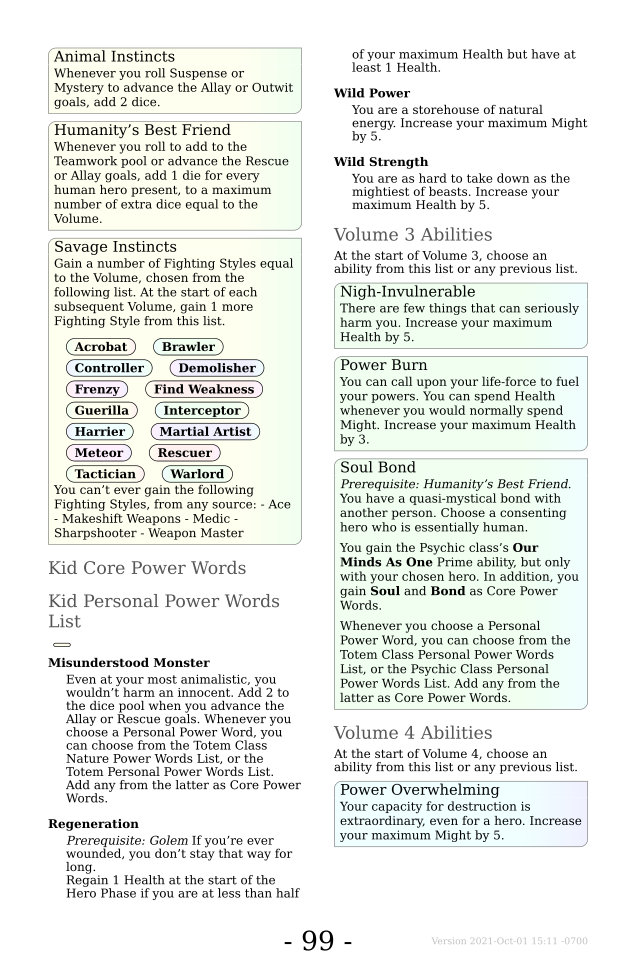 Animal Instincts
Whenever you roll Suspense or
Mystery to advance the Allay or Outwit
goals, add 2 dice.
Humanity’s Best Friend
Whenever you roll to add to the
Teamwork pool or advance the Rescue
or Allay goals, add 1 die for every
human hero present, to a maximum
number of extra dice equal to the
Volume.
Savage Instincts
Gain a number of Fighting Styles equal
to the Volume, chosen from the
following list. At the start of each
subsequent Volume, gain 1 more
Fighting Style from this list.
Acrobat Brawler
Controller Demolisher
Frenzy Find Weakness
Guerilla Interceptor
Harrier Martial Artist
Meteor Rescuer
Tactician Warlord
You can’t ever gain the following
Fighting Styles, from any source: - Ace
- Makeshift Weapons - Medic -
Sharpshooter - Weapon Master
Kid Core Power Words
Kid Personal Power Words
List
Misunderstood Monster
Even at your most animalistic, you
wouldn’t harm an innocent. Add 2 to
the dice pool when you advance the
Allay or Rescue goals. Whenever you
choose a Personal Power Word, you
can choose from the Totem Class
Nature Power Words List, or the
Totem Personal Power Words List.
Add any from the latter as Core Power
Words.
Regeneration
Prerequisite: Golem If you’re ever
wounded, you don’t stay that way for
long.
Regain 1 Health at the start of the
Hero Phase if you are at less than half
of your maximum Health but have at
least 1 Health.
Wild Power
You are a storehouse of natural
energy. Increase your maximum Might
by 5.
Wild Strength
You are as hard to take down as the
mightiest of beasts. Increase your
maximum Health by 5.
Volume 3 Abilities
At the start of Volume 3, choose an
ability from this list or any previous list.
Nigh-Invulnerable
There are few things that can seriously
harm you. Increase your maximum
Health by 5.
Power Burn
You can call upon your life-force to fuel
your powers. You can spend Health
whenever you would normally spend
Might. Increase your maximum Health
by 3.
Soul Bond
Prerequisite: Humanity’s Best Friend.
You have a quasi-mystical bond with
another person. Choose a consenting
hero who is essentially human.
You gain the Psychic class’s Our
Minds As One Prime ability, but only
with your chosen hero. In addition, you
gain Soul and Bond as Core Power
Words.
Whenever you choose a Personal
Power Word, you can choose from the
Totem Class Personal Power Words
List, or the Psychic Class Personal
Power Words List. Add any from the
latter as Core Power Words.
Volume 4 Abilities
At the start of Volume 4, choose an
ability from this list or any previous list.
Power Overwhelming
Your capacity for destruction is
extraordinary, even for a hero. Increase
your maximum Might by 5.
- 99 -
Version 2021-Oct-01 15:11 -0700